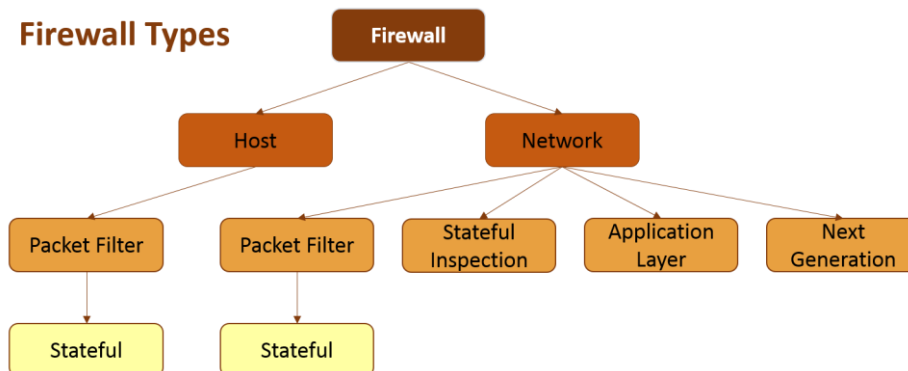 Firewall Types
Firewall
Host
Network
Packet Filter
Packet Filter
Stateful
Inspection
Application
Layer
Next
Generation
Stateful
Stateful